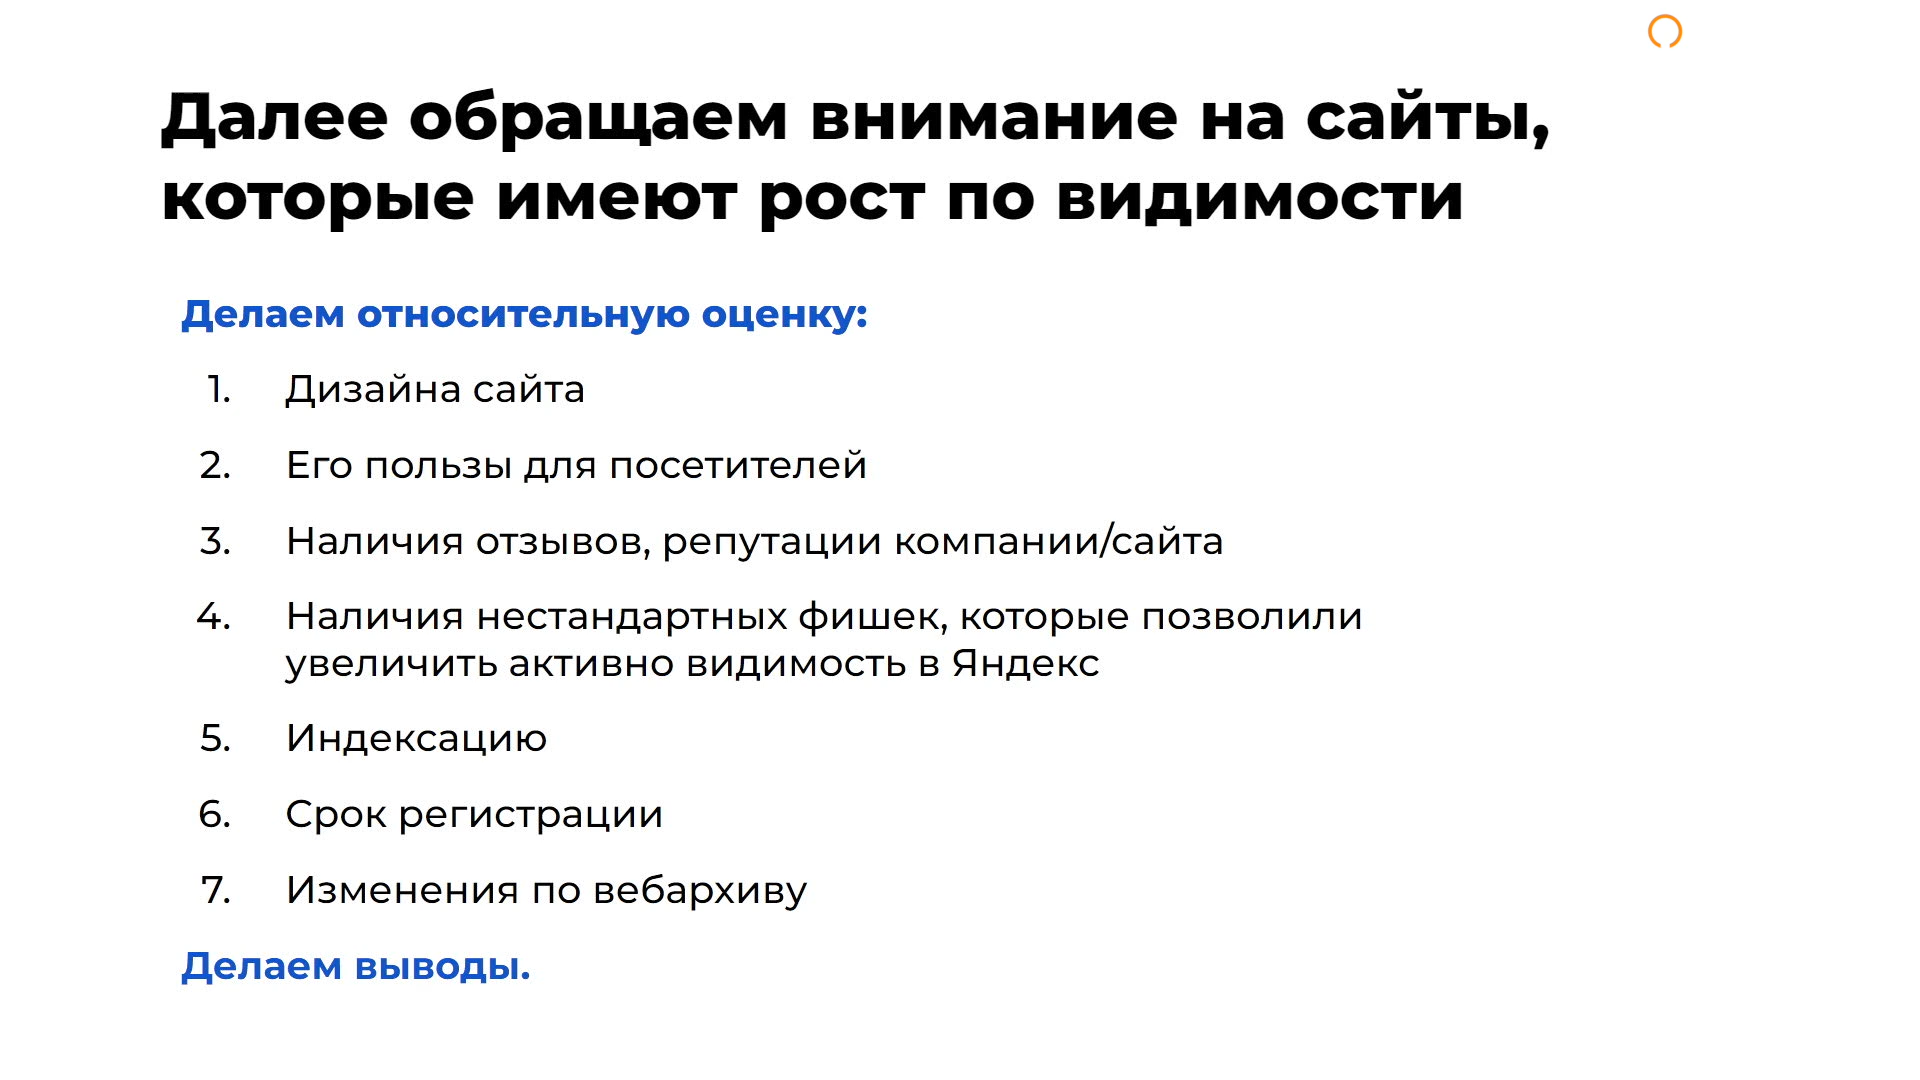 Далее обращаем внимание на сайты,
которые имеют рост по видимости
Делаем относительную оценку:
1. Дизайна сайта
2. Его пользы для посетителей
3. Наличия отзывов, репутации компании/сайта
4. Наличия нестандартных фишек, которые позволили
увеличить активно видимость в Яндекс
5. Индексацию
6. Срок регистрации
7. Изменения по вебархиву
Делаем выводы.